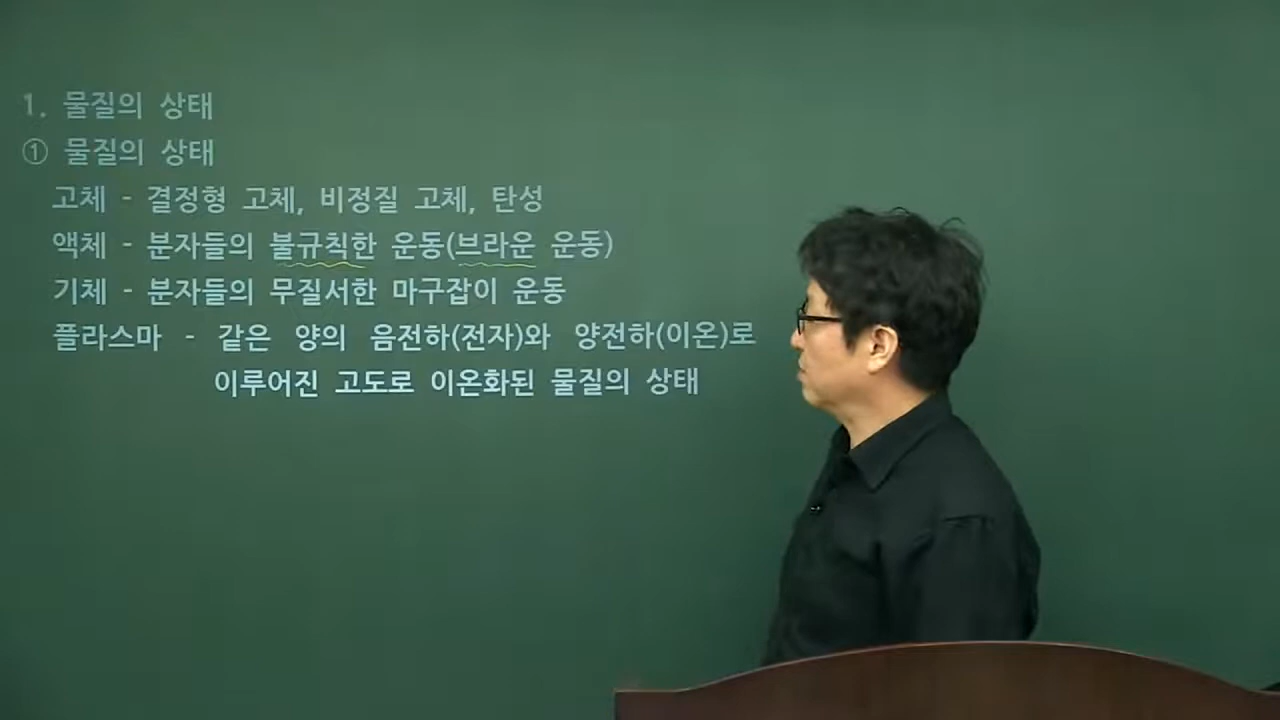 1. 물질의 상태
① 물질의 상태
고체 - 결정형 고체, 비정질 고체, 탄성
액체 - 분자들의 불규칙한 운동(브라운 운동)
기체 - 분자들의 무질서한 마구잡이 운동
플라스마 - 같은 양의 음전하(전자)와 양전하(이온)로
이루어진 고도로 이온화된 물질의 상태